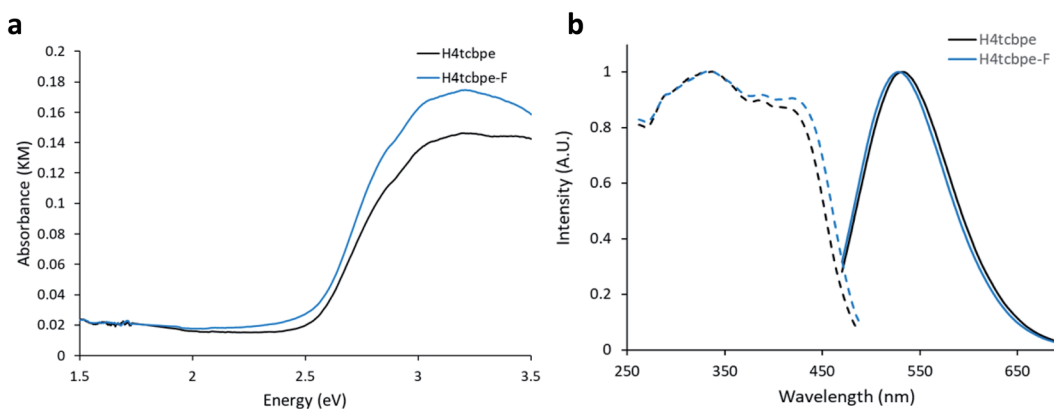 a
H4tcbpe
H4tcbpe-F
0.2
0.18
0.16
0.14
0.12
0.1
0.08
0.06
0.04
0.02
0
Absorbance (KM)
1.5
2
2.5
3
3.5
Energy (eV)
b
H4tcbpe
H4tcbpe-F
1
0.8
0.6
0.4
0.2
0
Intensity (A.U.)
250
350
450
550
650
Wavelength (nm)